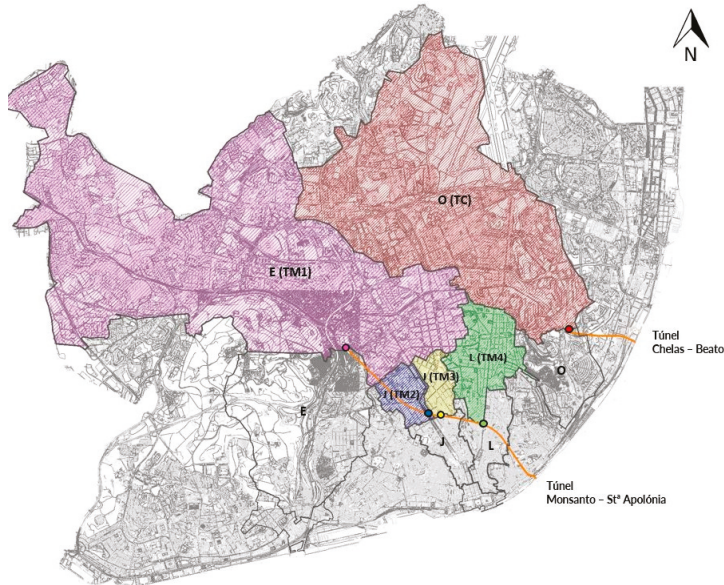 N
O (TC)
E (TM1)
Túnel
Chelas – Beato
L (TM4)
O
J (TM3)
J (TM2)
E
J
L
Túnel
Monsanto – Stª Apolónia